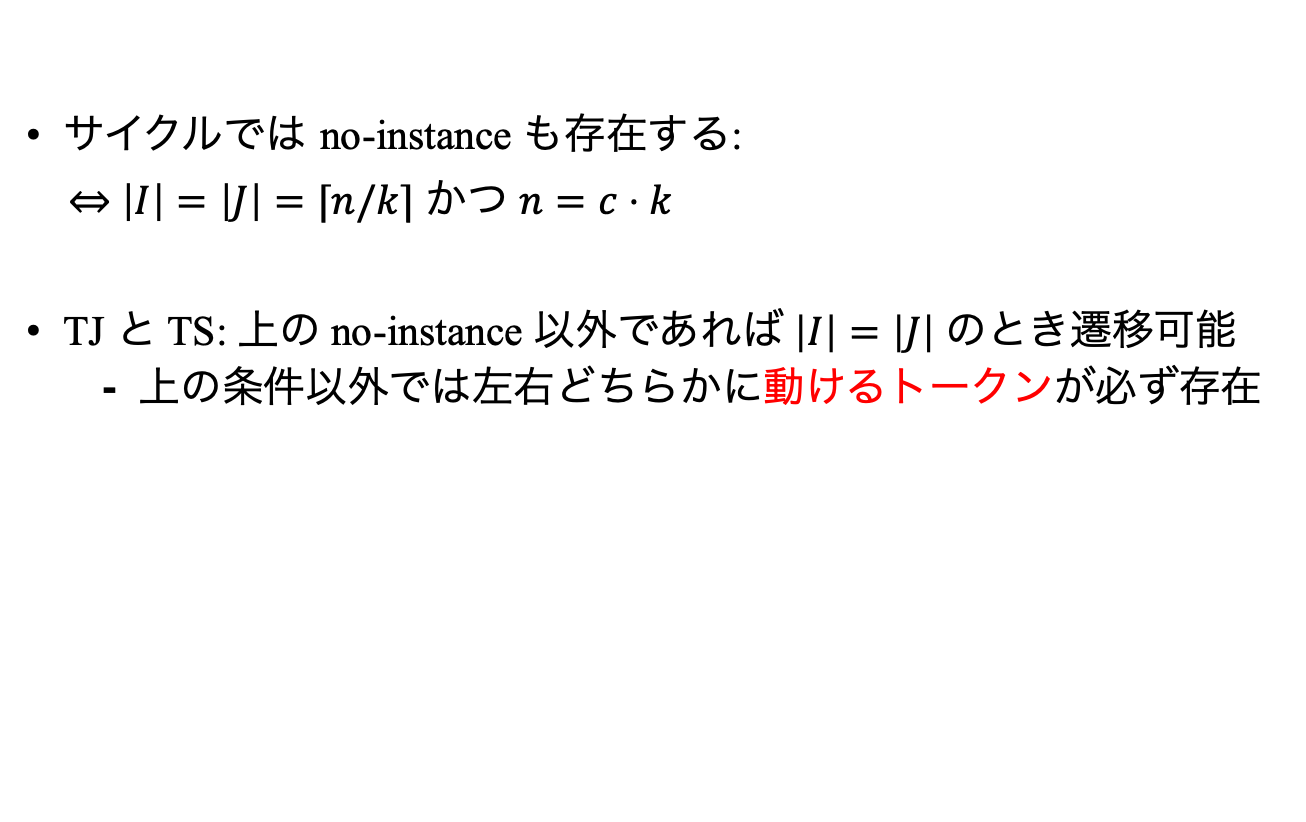 • サイクルでは no-instance も存在する:
⇔ |I| = |J| = ⌈n/k⌉ かつ n = c · k
• TJ と TS: 上の no-instance 以外であれば |I| = |J| のとき遷移可能
- 上の条件以外では左右どちらかに動けるトークンが必ず存在